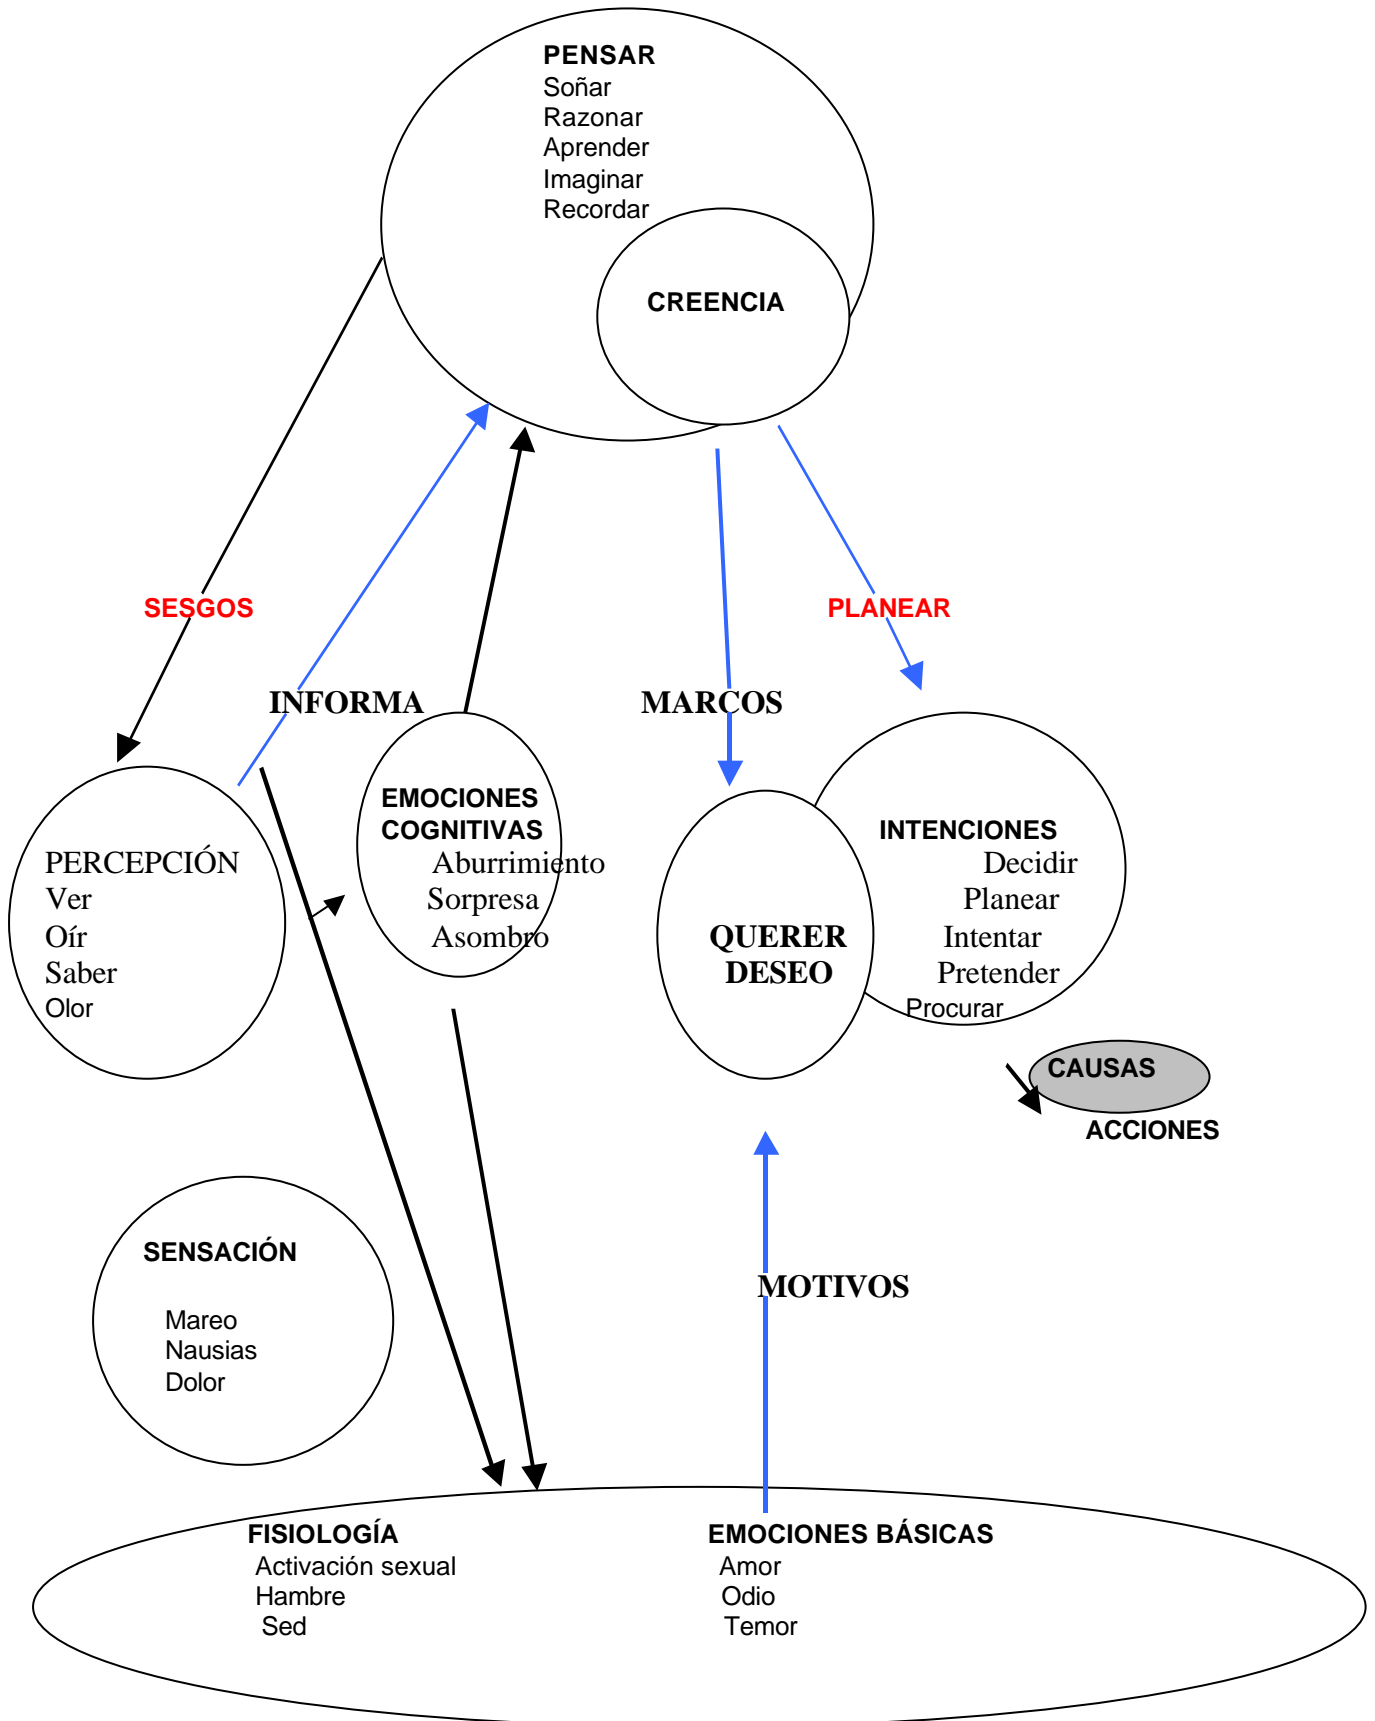 PENSAR
Soñar
Razonar
Aprender
Imaginar
Recordar
CREENCIA
SESGOS
PLANEAR
INFORMA
MARCOS
EMOCIONES
COGNITIVAS
Aburrimiento
Sorpresa
Asombro
PERCEPCIÓN
Ver
Oír
Saber
Olor
QUERER
DESEO
INTENCIONES
Decidir
Planear
Intentar
Pretender
Procurar
CAUSAS
ACCIONES
SENSACIÓN
Mareo
Nausias
Dolor
MOTIVOS
FISIOLOGÍA
Activación sexual
Hambre
Sed
EMOCIONES BÁSICAS
Amor
Odio
Temor